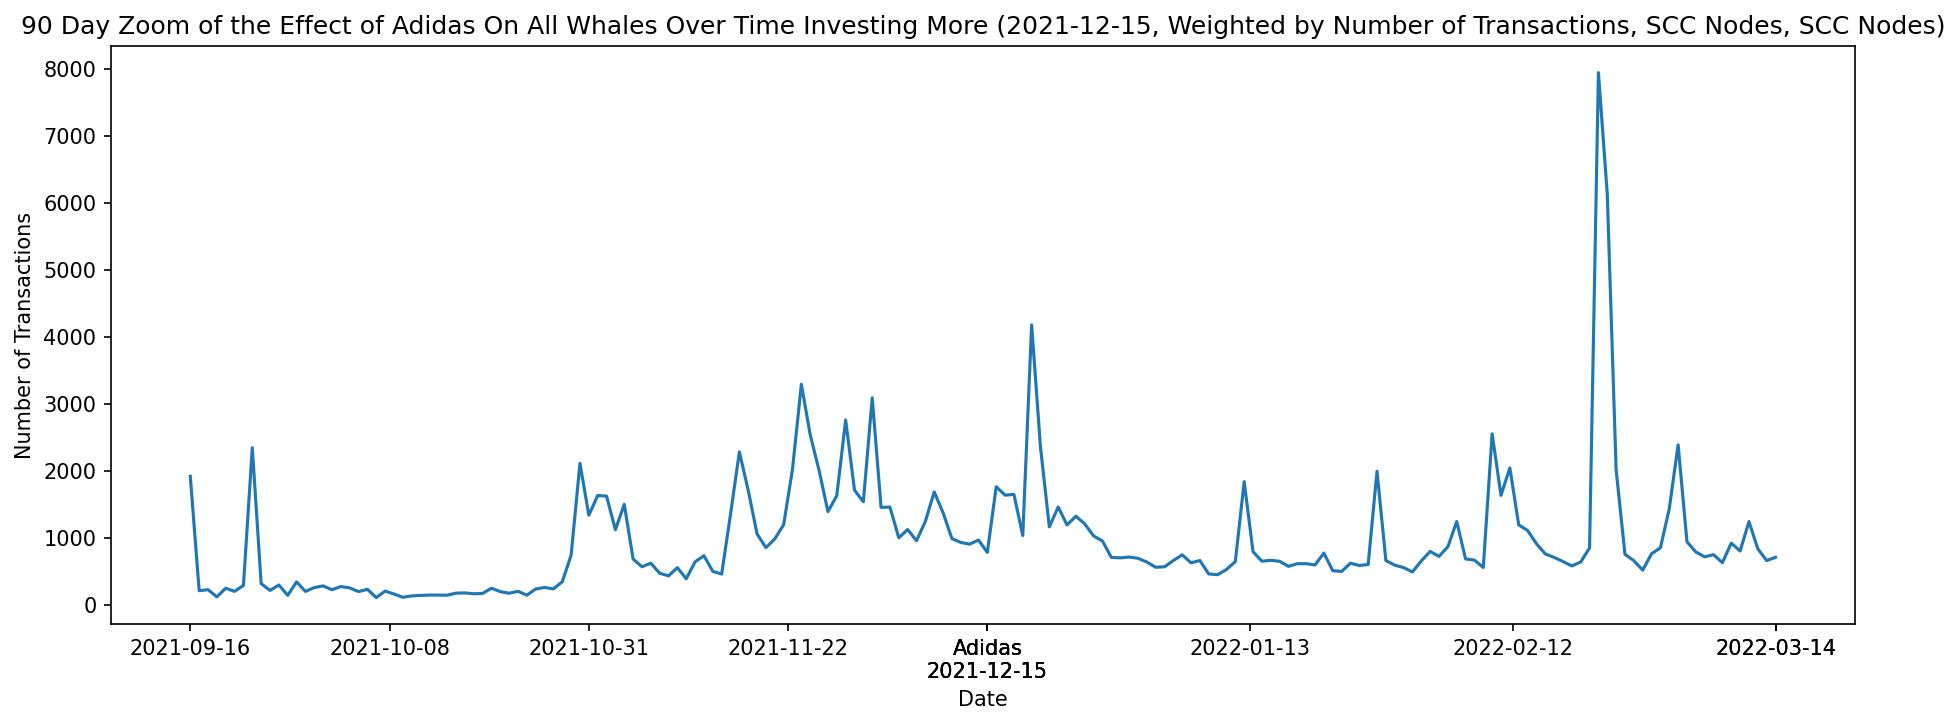 90 Day Zoom of the Effect of Adidas On All Whales Over Time Investing More (2021-12-15, Weighted by Number of Transactions, SCC Nodes, SCC Nodes)
Number of Transactions
8000
7000
6000
5000
4000
3000
2000
1000
0
2021-09-16 2021-10-08 2021-10-31 2021-11-22 Adidas 2022-01-13 2022-02-12 2022-03-14
2021-12-15
Date